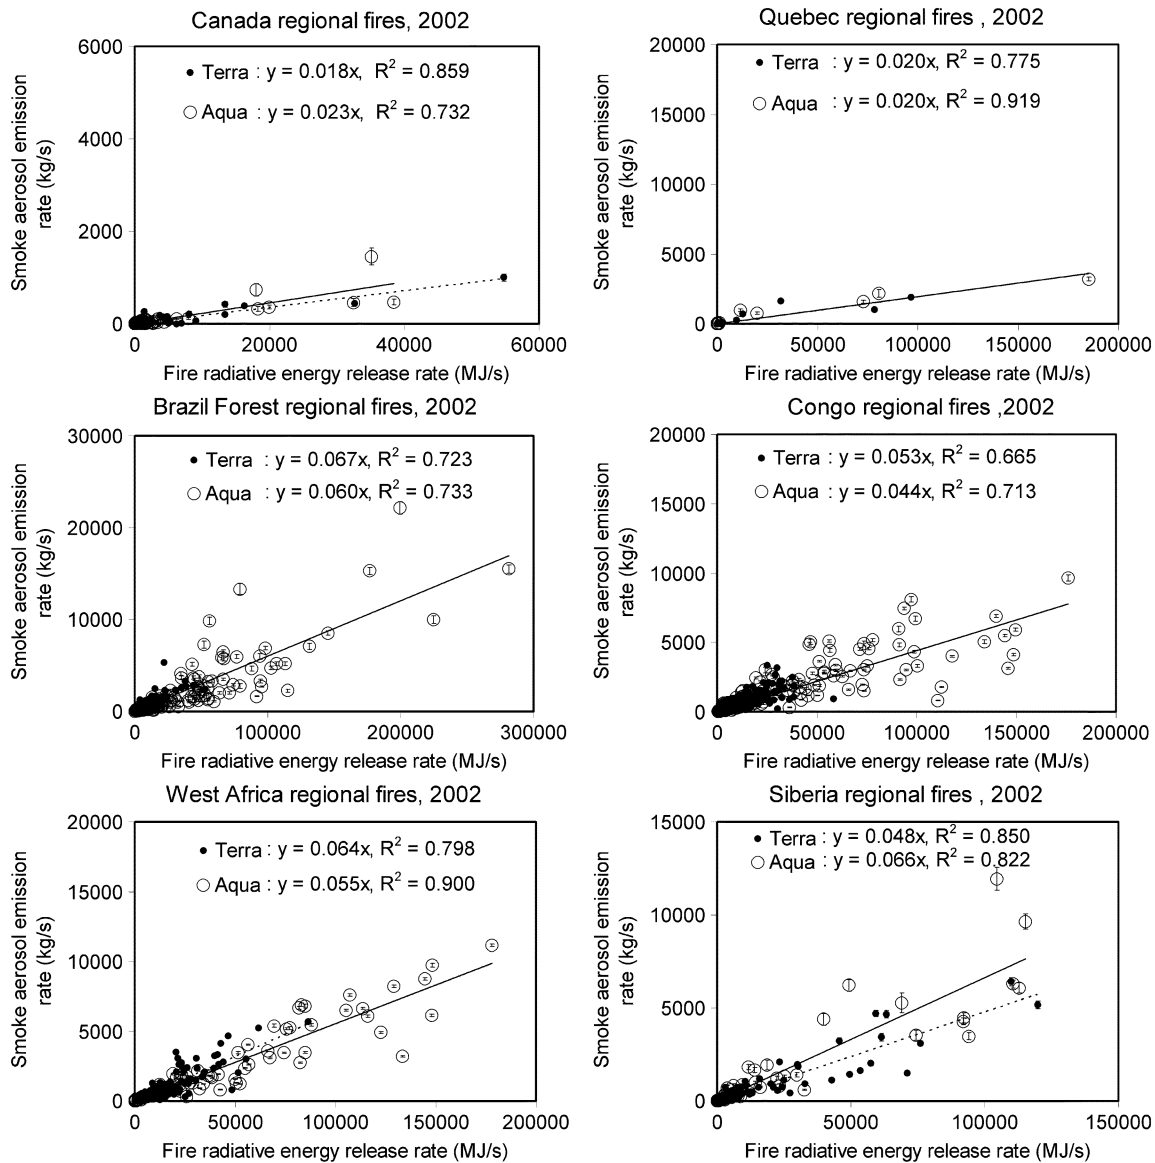 Canada regional fires, 2002
Smoke aerosol emission
rate (kg/s)
6000
4000
2000
0
Terra : y = 0.018x, R² = 0.859
Aqua : y = 0.023x, R² = 0.732
0 20000 40000 60000
Fire radiative energy release rate (MJ/s)
Quebec regional fires , 2002
Smoke aerosol emission
rate (kg/s)
20000
15000
10000
5000
0
Terra : y = 0.020x, R² = 0.775
Aqua : y = 0.020x, R² = 0.919
0 50000 100000 150000 200000
Fire radiative energy release rate (MJ/s)
Brazil Forest regional fires, 2002
Smoke aerosol emission
rate (kg/s)
30000
20000
10000
0
Terra : y = 0.067x, R² = 0.723
Aqua : y = 0.060x, R² = 0.733
0 100000 200000 300000
Fire radiative energy release rate (MJ/s)
Congo regional fires ,2002
Smoke aerosol emission
rate (kg/s)
20000
15000
10000
5000
0
Terra : y = 0.053x, R² = 0.665
Aqua : y = 0.044x, R² = 0.713
0 50000 100000 150000 200000
Fire radiative energy release rate (MJ/s)
West Africa regional fires, 2002
Smoke aerosol emission
rate (kg/s)
20000
15000
10000
5000
0
Terra : y = 0.064x, R² = 0.798
Aqua : y = 0.055x, R² = 0.900
0 50000 100000 150000 200000
Fire radiative energy release rate (MJ/s)
Siberia regional fires , 2002
Smoke aerosol emission
rate (kg/s)
15000
10000
5000
0
Terra : y = 0.048x, R² = 0.850
Aqua : y = 0.066x, R² = 0.822
0 50000 100000 150000
Fire radiative energy release rate (MJ/s)